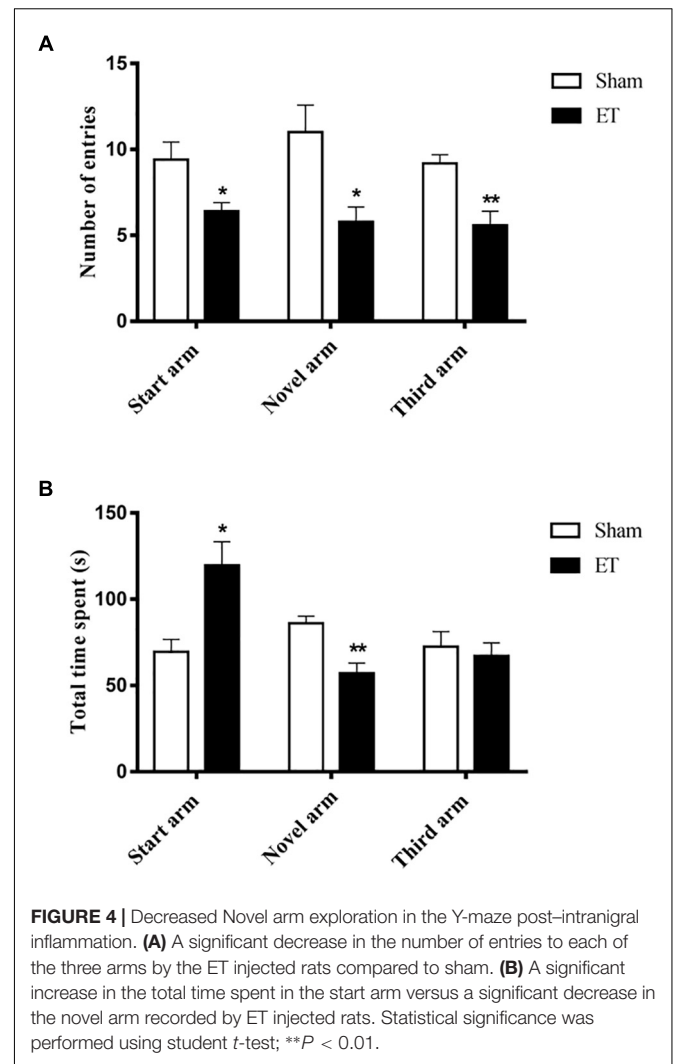 A
15
10
5
0
Number of entries
Sham
ET
*
*
**
Start arm
Novel arm
Third arm
B
150
100
50
0
Total time spent (s)
Sham
ET
*
**
Start arm
Novel arm
Third arm
FIGURE 4 | Decreased Novel arm exploration in the Y-maze post–intranigral
inflammation. (A) A significant decrease in the number of entries to each of
the three arms by the ET injected rats compared to sham. (B) A significant
increase in the total time spent in the start arm versus a significant decrease in
the novel arm recorded by ET injected rats. Statistical significance was
performed using student t-test; **P < 0.01.